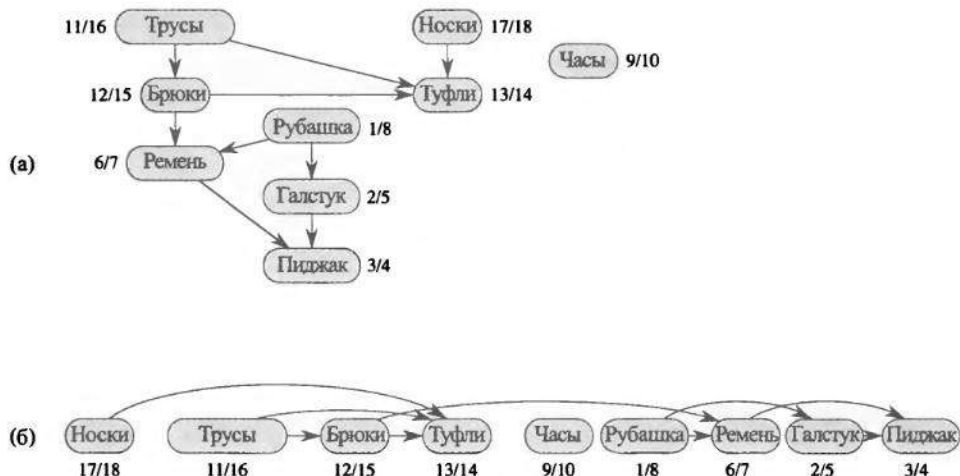 11/16 Трусы Носки 17/18
Часы 9/10
12/15 Брюки Туфли 13/14
Рубашка 1/8
(а) 6/7 Ремень
Галстук 2/5
Пиджак 3/4
(б) Носки Трусы Брюки Туфли Часы Рубашка Ремень Галстук Пиджак
17/18 11/16 12/15 13/14 9/10 1/8 6/7 2/5 3/4